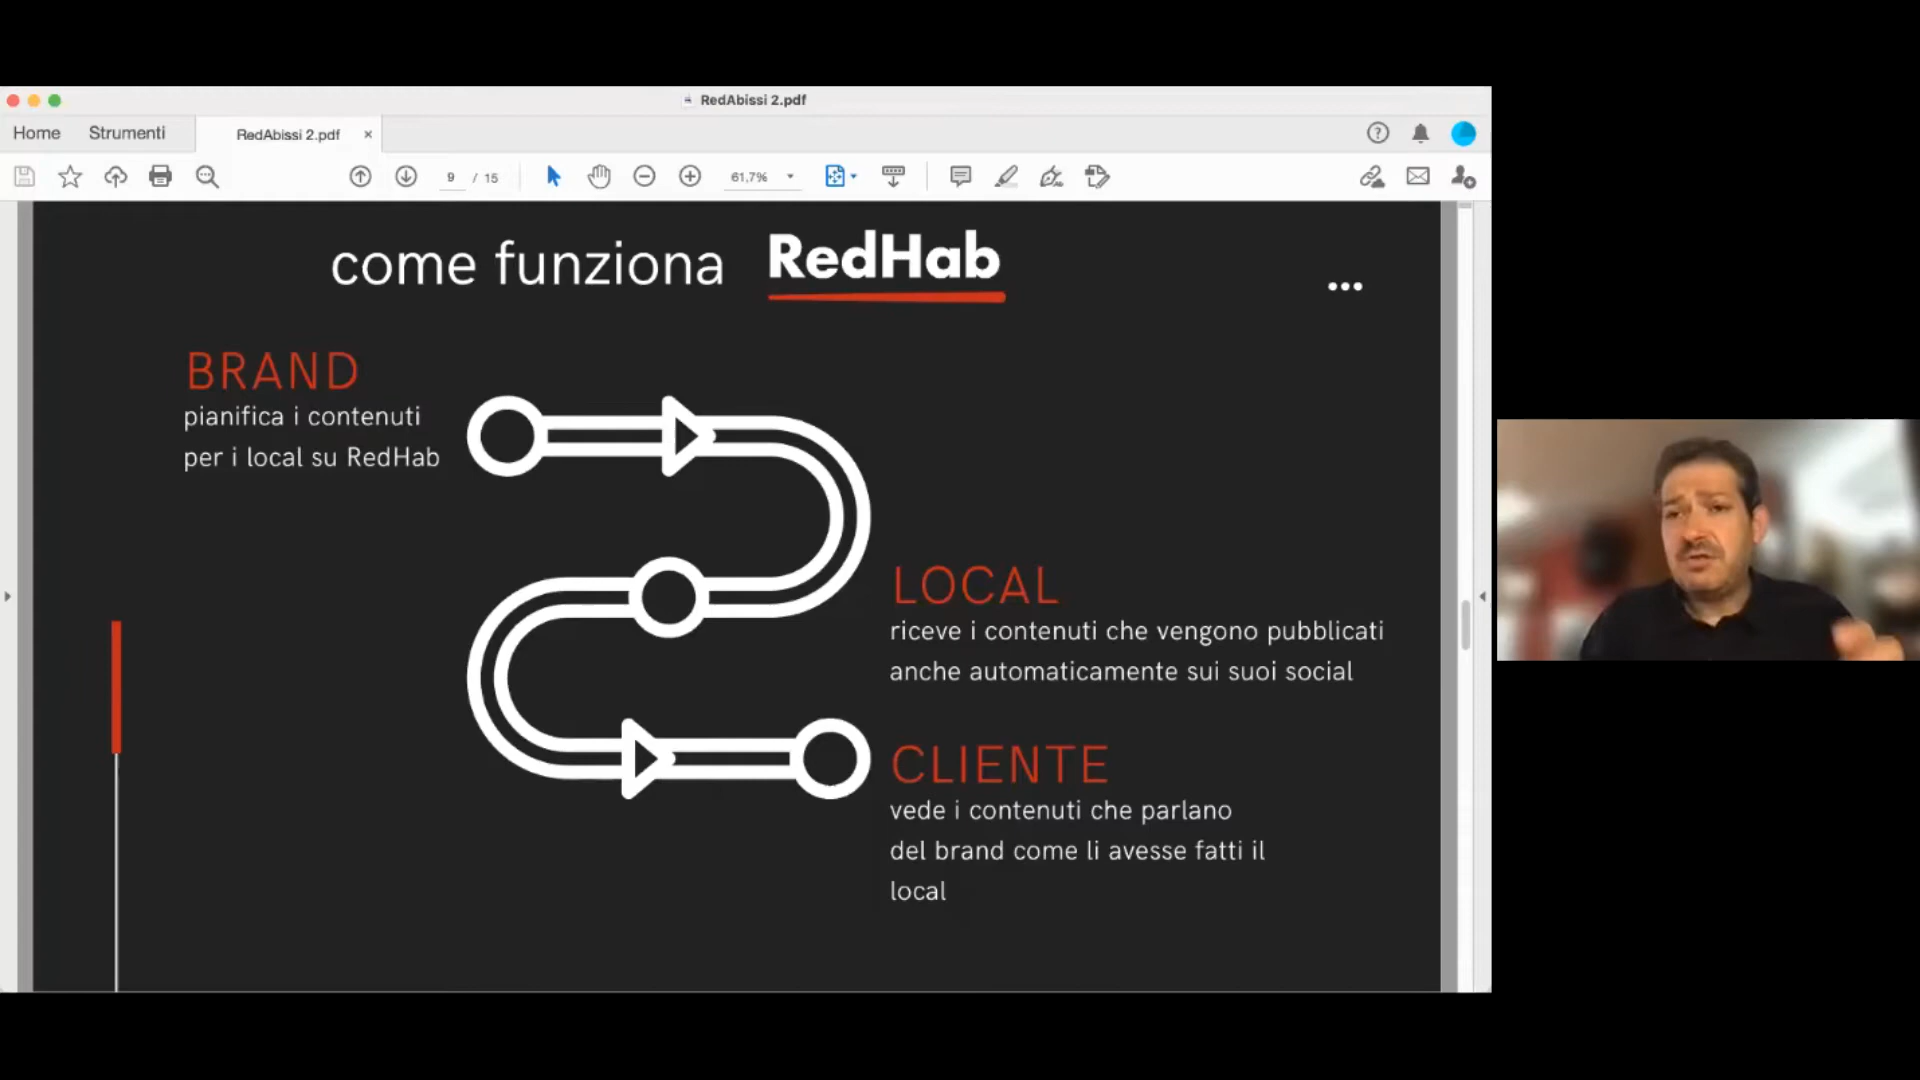 RedAbissi 2.pdf
Home
Strumenti
RedAbissi 2.pdf
9 / 15
61,7%
come funziona RedHab
BRAND
pianifica i contenuti
per i local su RedHab
LOCAL
riceve i contenuti che vengono pubblicati
anche automaticamente sui suoi social
CLIENTE
vede i contenuti che parlano
del brand come li avesse fatti il
local